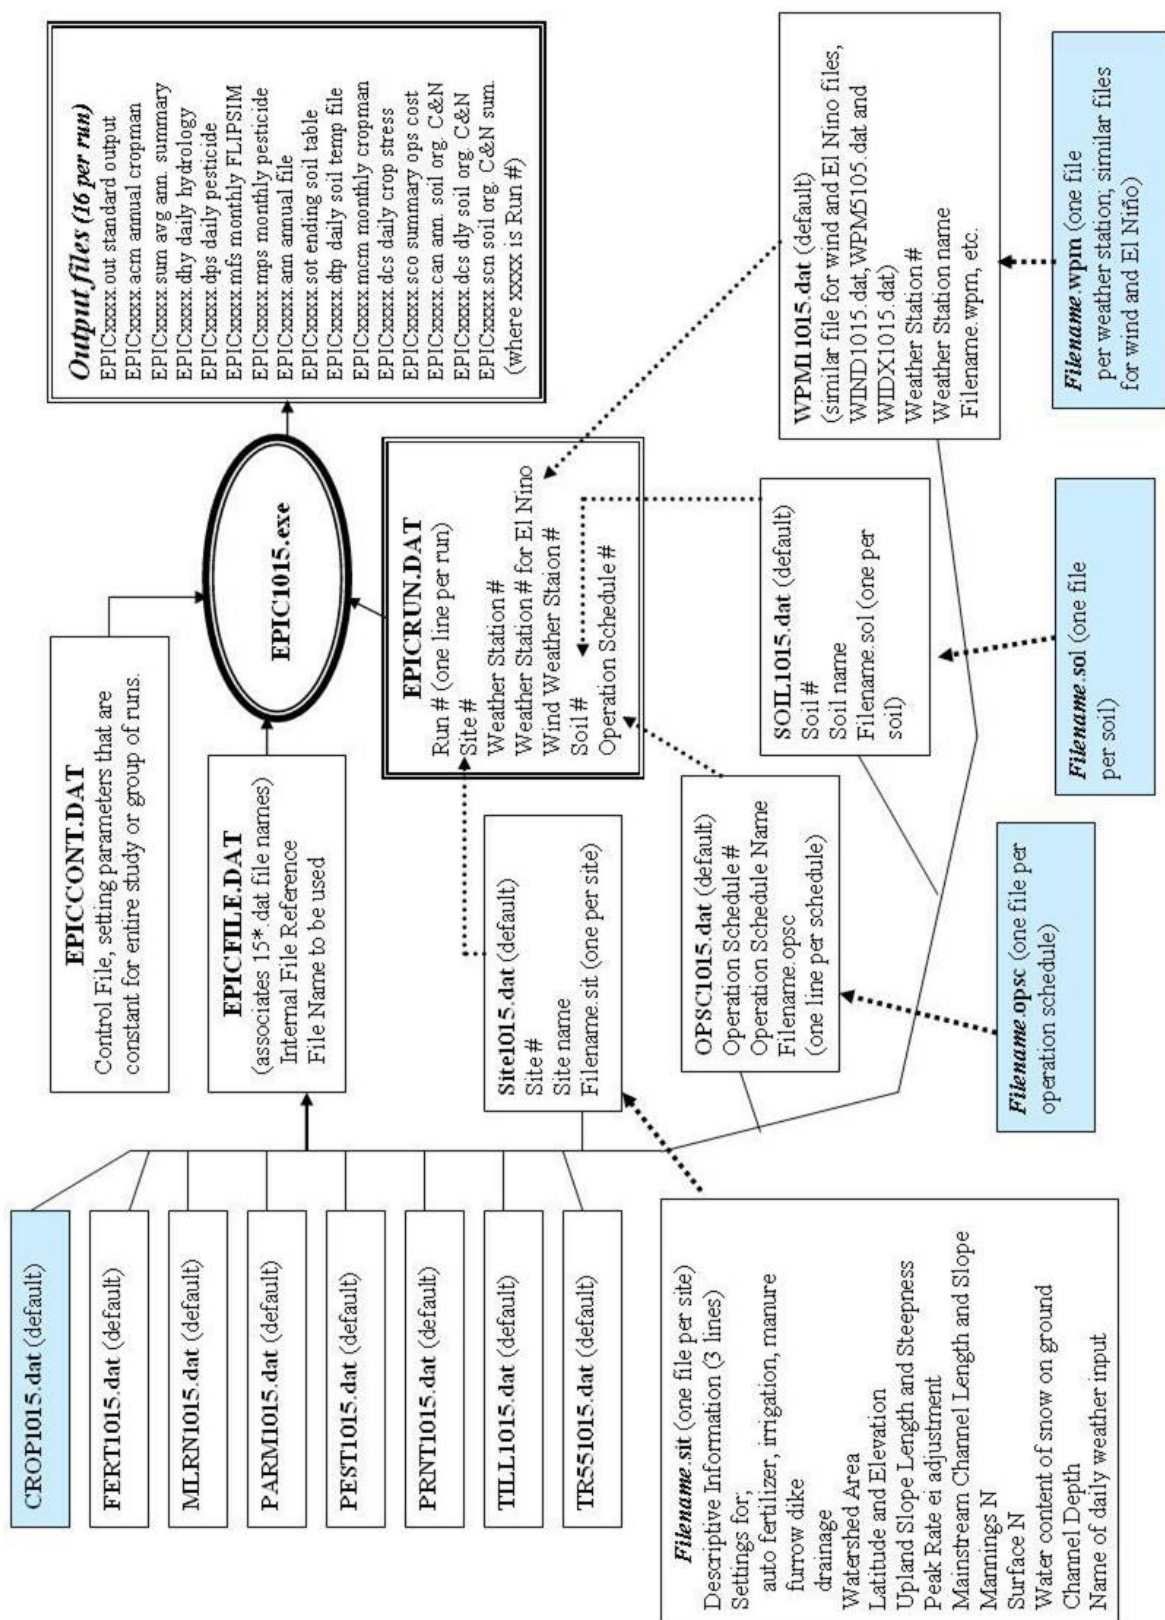 CROP1015.dat (default)
FERT1015.dat (default)
MLRN1015.dat (default)
PARM1015.dat (default)
PEST1015.dat (default)
PRNT1015.dat (default)
TILL1015.dat (default)
TR551015.dat (default)
Filename.sit (one file per site)
Descriptive Information (3 lines)
Settings for;
auto fertilizer, irrigation, manure
furrow dike
drainage
Watershed Area
Latitude and Elevation
Upland Slope Length and Steepness
Peak Rate ei adjustment
Mainstream Channel Length and Slope
Mannings N
Surface N
Water content of snow on ground
Channel Depth
Name of daily weather input
EPICCONT.DAT
Control File, setting parameters that are
constant for entire study or group of runs.
EPICFILE.DAT
(associates 15*.dat file names)
Internal File Reference
File Name to be used
Site1015.dat (default)
Site #
Site name
Filename.sit (one per site)
OPSC1015.dat (default)
Operation Schedule #
Operation Schedule Name
Filename.opsc
(one line per schedule)
Filename.opsc (one file per
operation schedule)
EPIC1015.exe
EPICRUN.DAT
Run # (one line per run)
Site #
Weather Station #
Weather Station # for El Nino
Wind Weather Staion #
Soil #
Operation Schedule #
SOIL1015.dat (default)
Soil #
Soil name
Filename.sol (one per
soil)
Filename.sol (one file
per soil)
Output files (16 per run)
EPICxxxx.out standard output
EPICxxxx.acm annual cropman
EPICxxxx.sum avg ann. summary
EPICxxxx.dhy daily hydrology
EPICxxxx.dps daily pesticide
EPICxxxx.mfs monthly FLIPSIM
EPICxxxx.mps monthly pesticide
EPICxxxx.ann annual file
EPICxxxx.sot ending soil table
EPICxxxx.dtp daily soil temp file
EPICxxxx.mcm monthly cropman
EPICxxxx.dcs daily crop stress
EPICxxxx.sco summary ops cost
EPICxxxx.can ann. soil org. C&N
EPICxxxx.dcs dly soil org. C&N
EPICxxxx.scn soil org. C&N sum.
(where xxxx is Run #)
WPM11015.dat (default)
(similar file for wind and El Nino files,
WIND1015.dat, WPM5105.dat and
WIDX1015.dat)
Weather Station #
Weather Station name
Filename.wpm, etc.
Filename.wpm (one file
per weather station; similar files
for wind and El Niño)